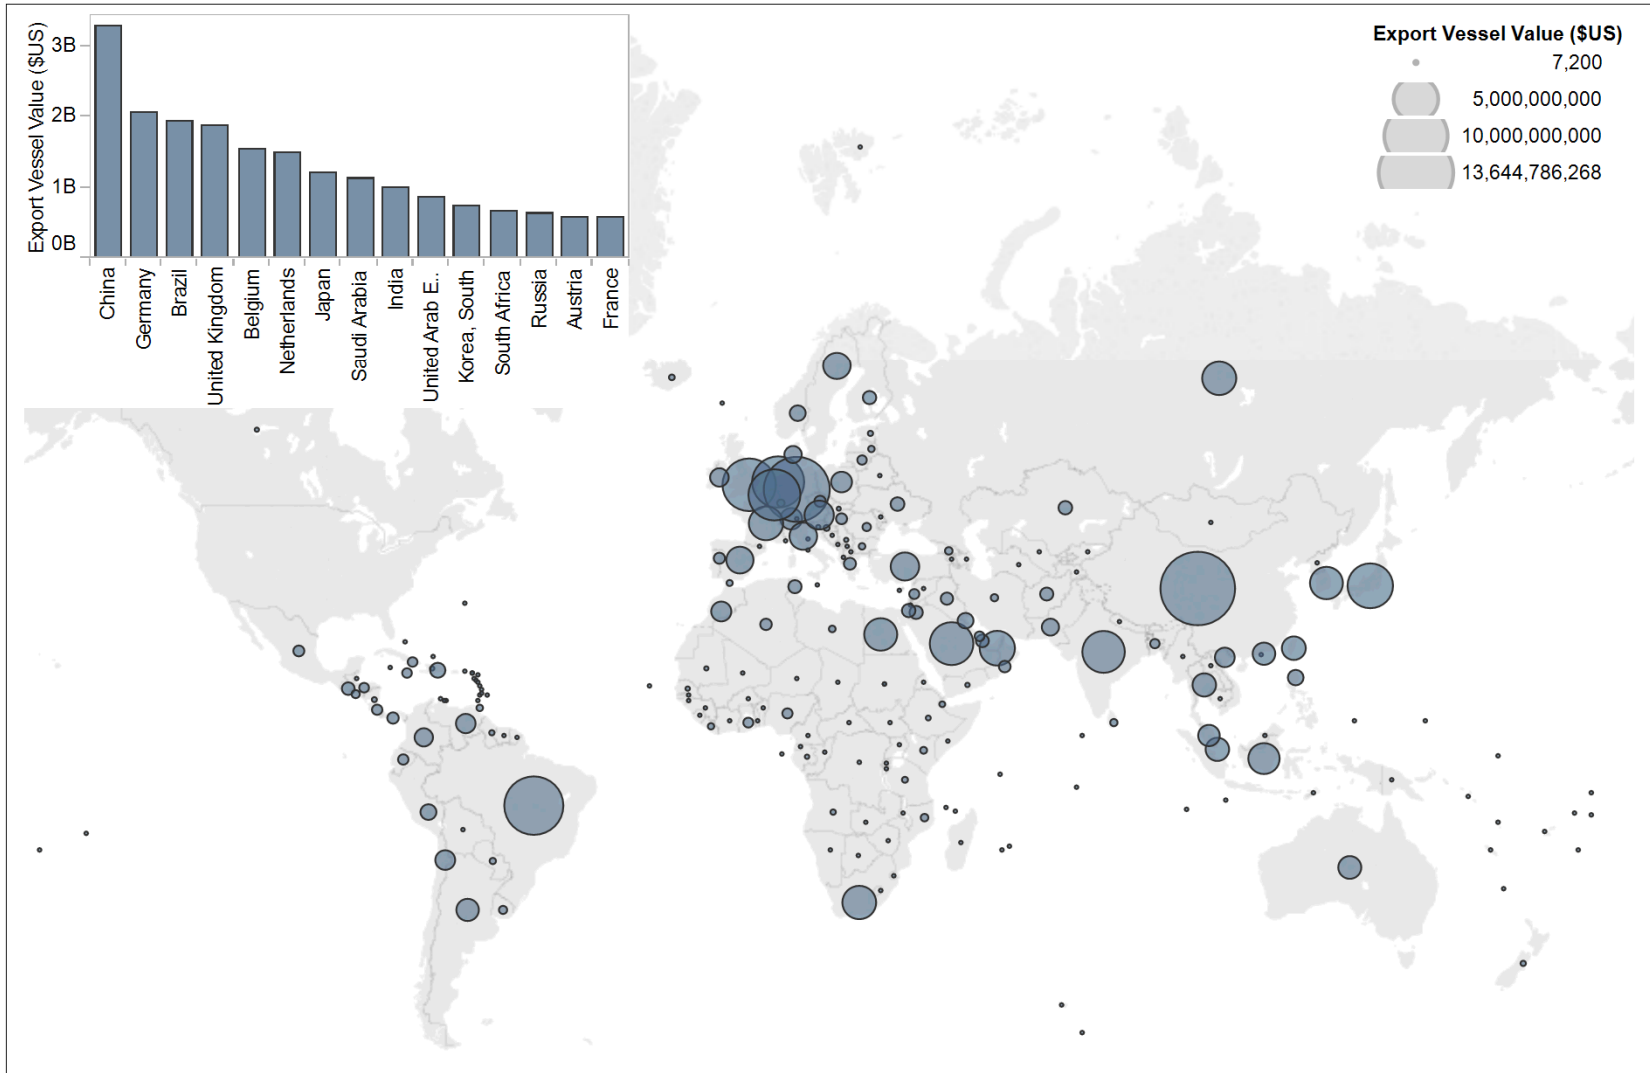 Export Vessel Value ($US)
3B
2B
1B
0B
China
Germany
Brazil
United Kingdom
Belgium
Netherlands
Japan
Saudi Arabia
India
United Arab E..
Korea, South
South Africa
Russia
Austria
France
Export Vessel Value ($US)
7,200
5,000,000,000
10,000,000,000
13,644,786,268